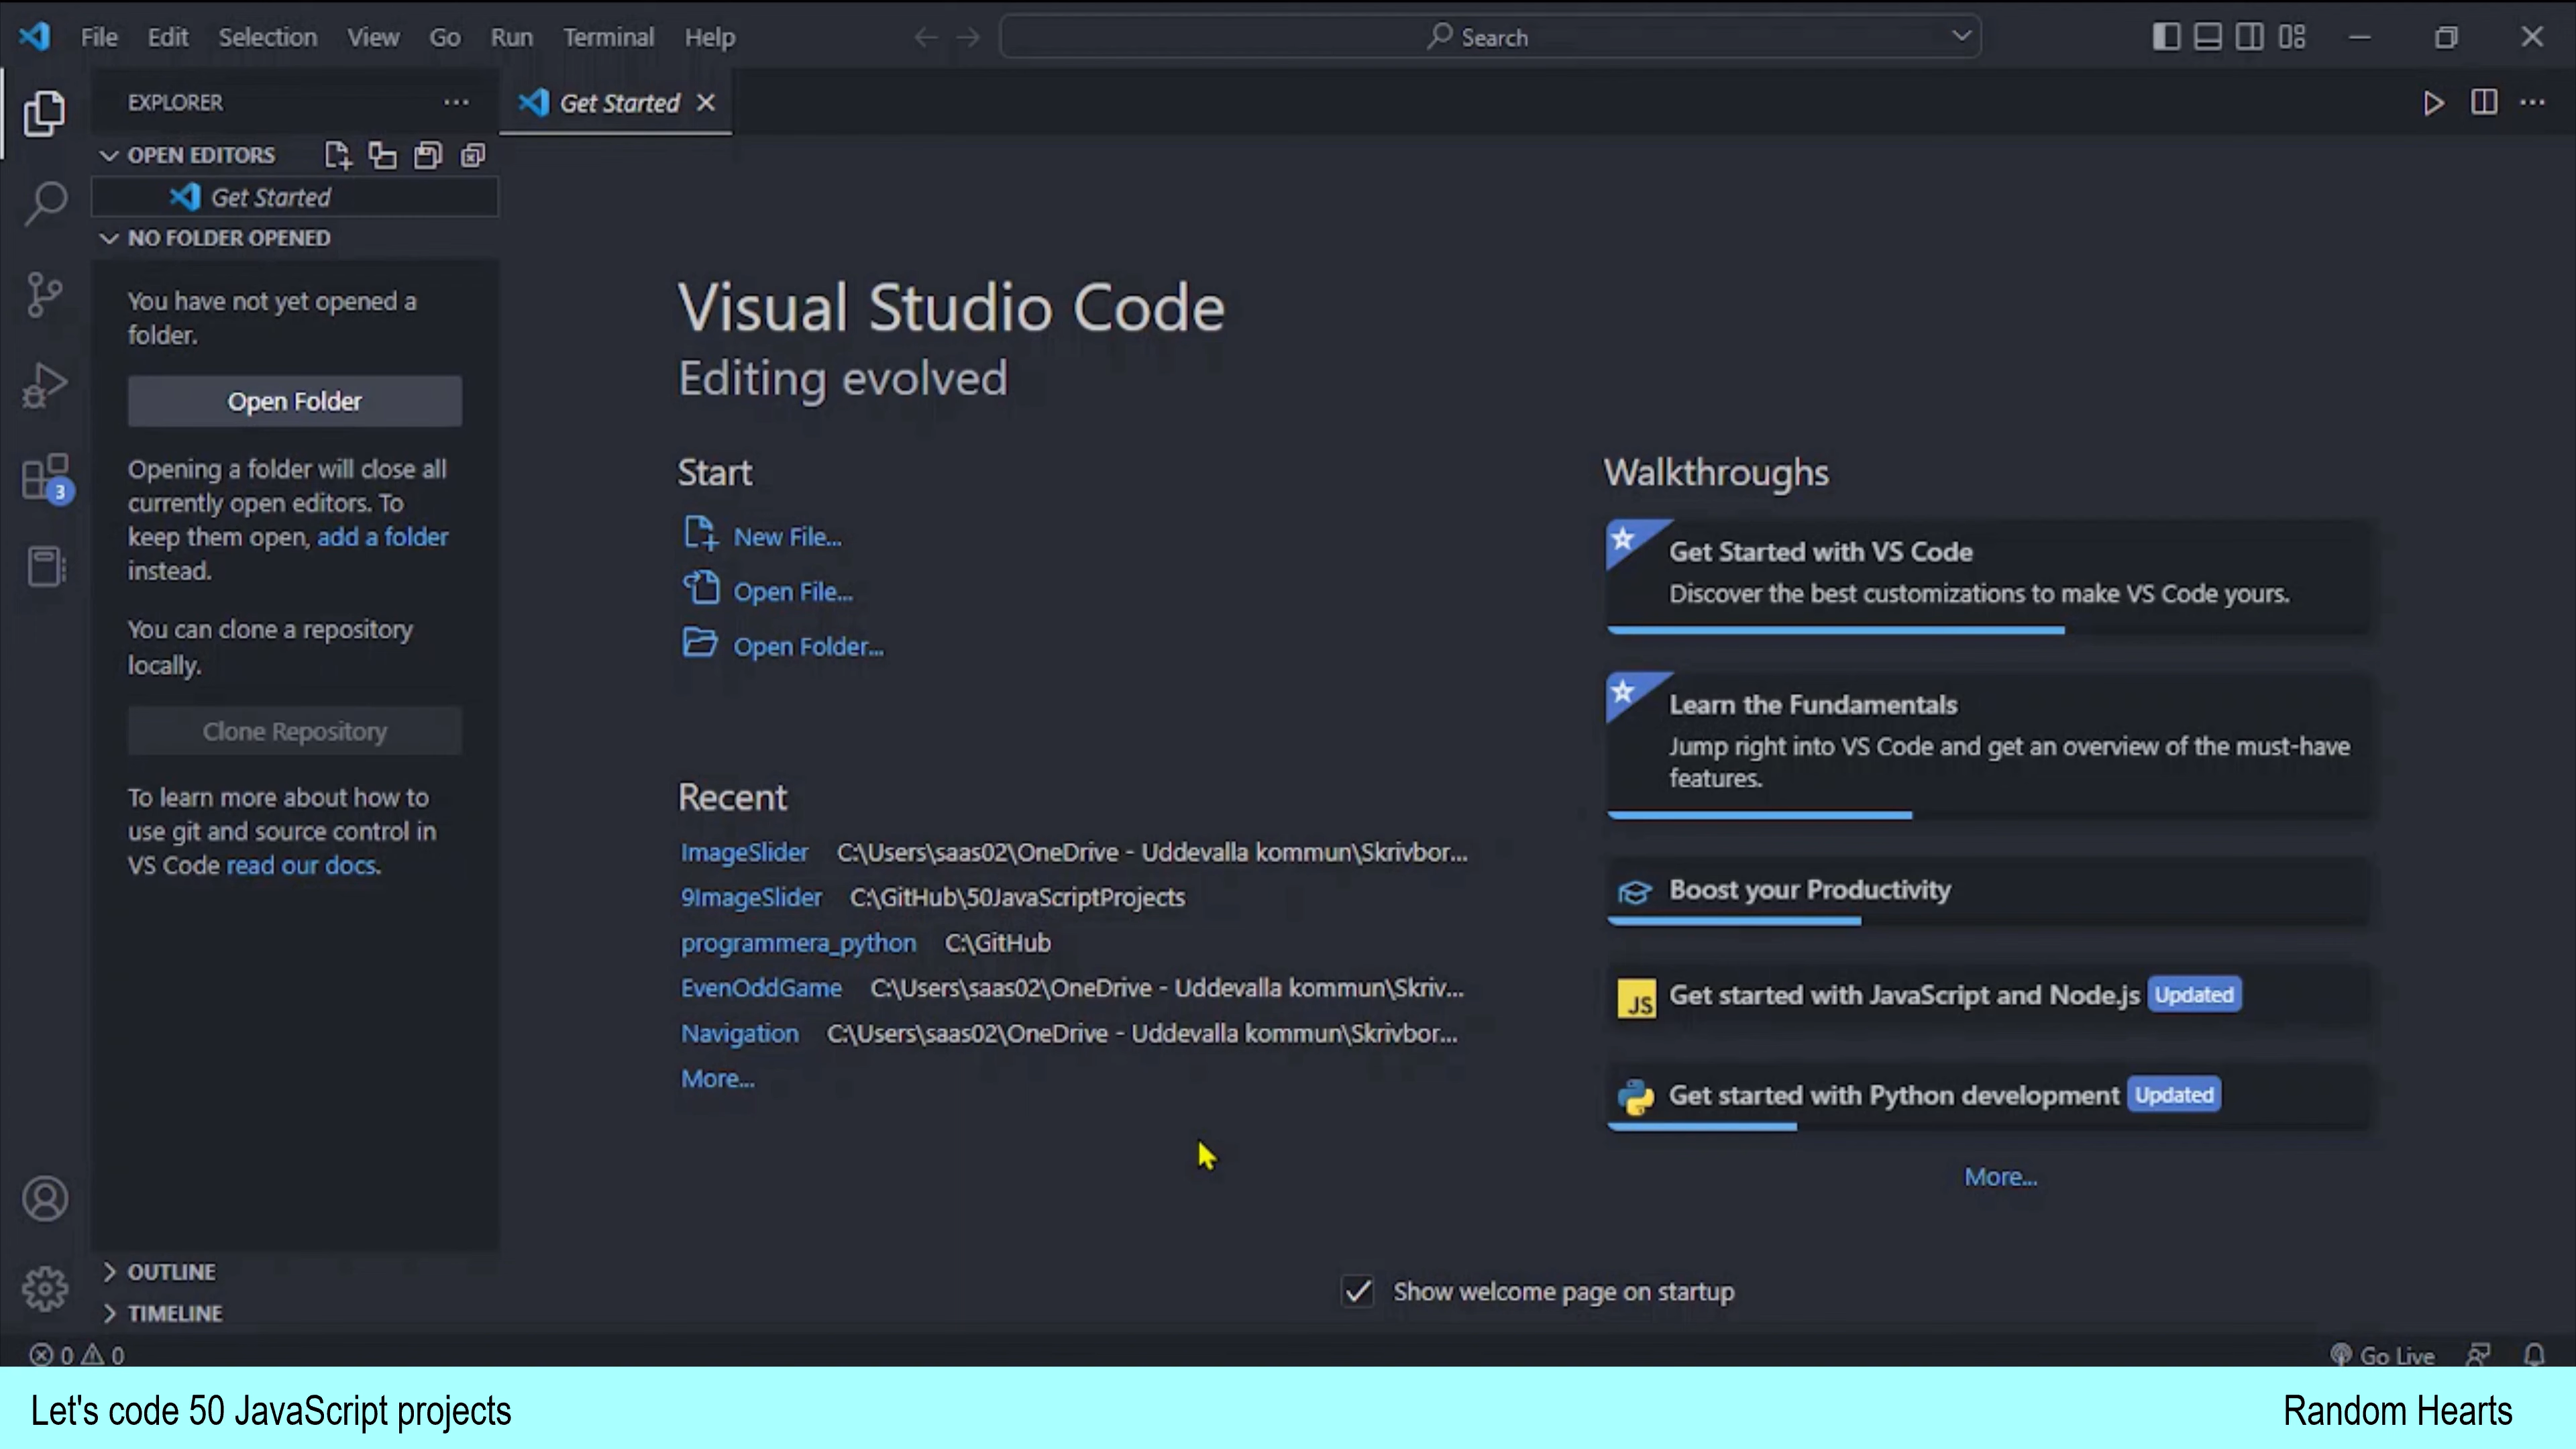 File Edit Selection View Go Run Terminal Help
Search
EXPLORER
Get Started
OPEN EDITORS
Get Started
NO FOLDER OPENED
You have not yet opened a
folder.
Open Folder
Opening a folder will close all
currently open editors. To
keep them open, add a folder
instead.
You can clone a repository
locally.
Clone Repository
To learn more about how to
use git and source control in
VS Code read our docs.
OUTLINE
TIMELINE
3
Visual Studio Code
Editing evolved
Start
New File...
Open File...
Open Folder...
Recent
ImageSlider C:\Users\saas02\OneDrive - Uddevalla kommun\Skrivbor...
9ImageSlider C:\GitHub\50JavaScriptProjects
programmera_python C:\GitHub
EvenOddGame C:\Users\saas02\OneDrive - Uddevalla kommun\Skriv...
Navigation C:\Users\saas02\OneDrive - Uddevalla kommun\Skrivbor...
More...
Walkthroughs
Get Started with VS Code
Discover the best customizations to make VS Code yours.
Learn the Fundamentals
Jump right into VS Code and get an overview of the must-have
features.
Boost your Productivity
JS Get started with JavaScript and Node.js Updated
Get started with Python development Updated
More...
Show welcome page on startup
0 0
Go Live
Let's code 50 JavaScript projects
Random Hearts